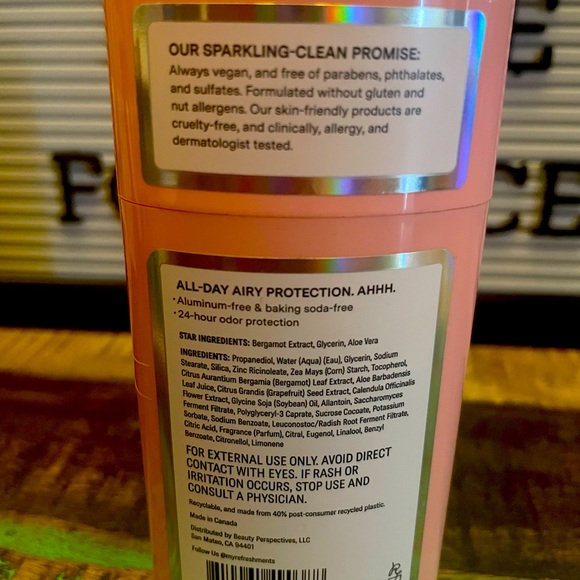 OUR SPARKLING-CLEAN PROMISE:
Always vegan, and free of parabens, phthalates,
and sulfates. Formulated without gluten and
nut allergens. Our skin-friendly products are
cruelty-free, and clinically, allergy, and
dermatologist tested.
ALL-DAY AIRY PROTECTION. AHHH.
·Aluminum-free & baking soda-free
·24-hour odor protection
STAR INGREDIENTS: Bergamot Extract, Glycerin, Aloe Vera
INGREDIENTS: Propanediol, Water (Aqua) (Eau), Glycerin, Sodium
Stearate, Silica, Zinc Ricinoleate, Zea Mays (Corn) Starch, Tocopherol,
Citrus Aurantium Bergamia (Bergamot) Leaf Extract, Aloe Barbadensis
Leaf Juice, Citrus Grandis (Grapefruit) Seed Extract, Calendula Officinalis
Flower Extract, Glycine Soja (Soybean) Oil, Allantoin, Saccharomyces
Ferment Filtrate, Polyglyceryl-3 Caprate, Sucrose Cocoate, Potassium
Sorbate, Sodium Benzoate, Leuconostoc/Radish Root Ferment Filtrate,
Citric Acid, Fragrance (Parfum), Citral, Eugenol, Linalool, Benzyl
Benzoate, Citronellol, Limonene
FOR EXTERNAL USE ONLY. AVOID DIRECT
CONTACT WITH EYES. IF RASH OR
IRRITATION OCCURS, STOP USE AND
CONSULT A PHYSICIAN.
Recyclable, and made from 40% post-consumer recycled plastic.
Made in Canada
Distributed by Beauty Perspectives, LLC
San Mateo, CA 94401
Follow Us @myrefreshments